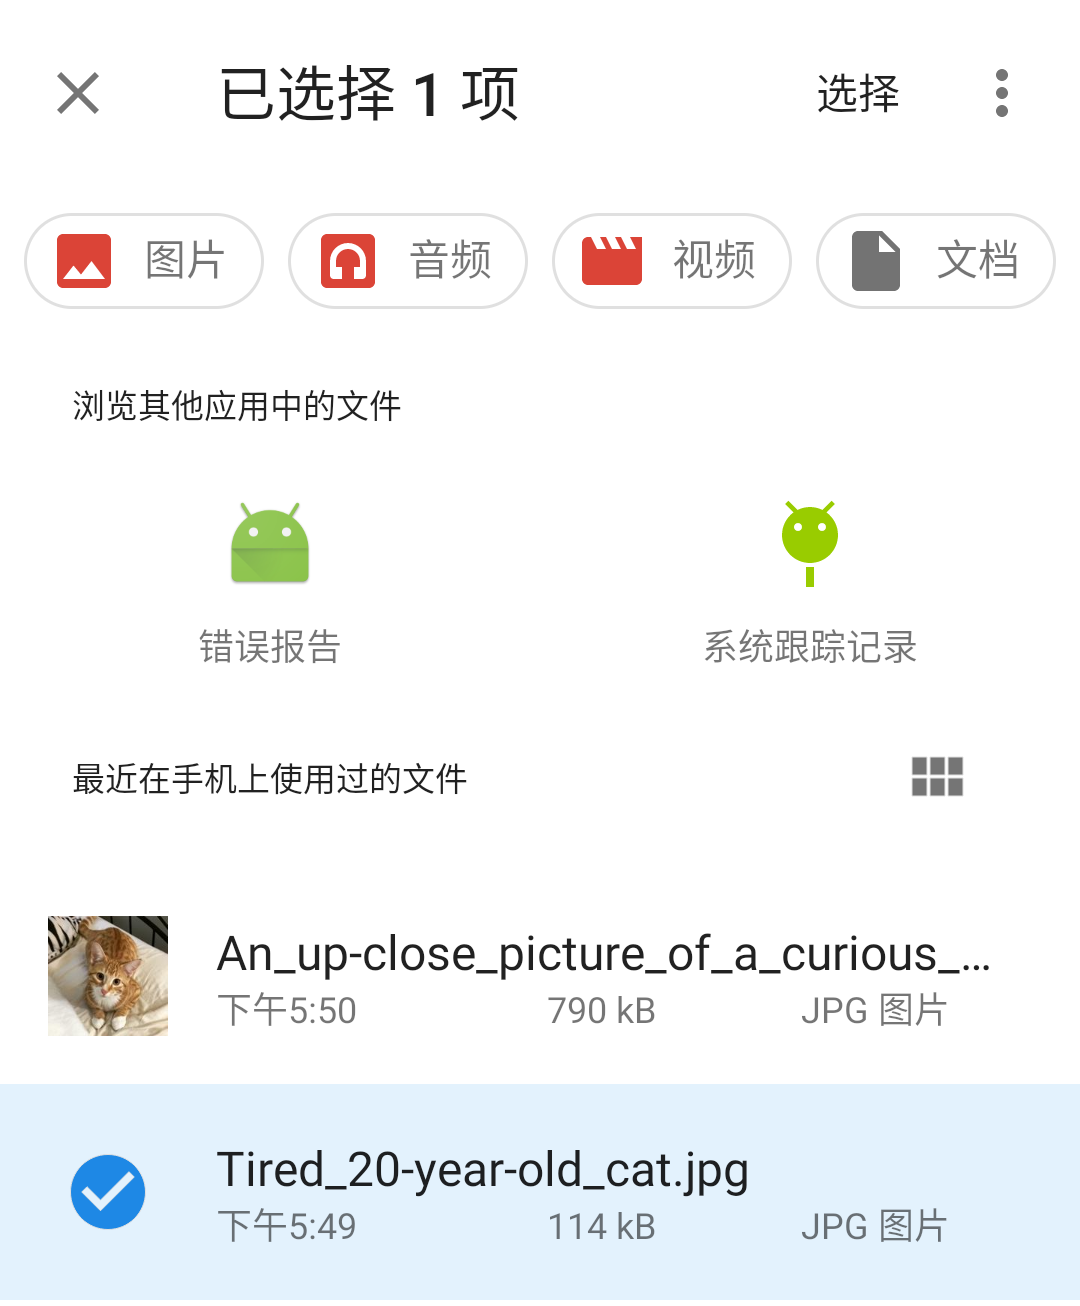 已选择 1 项
选择
图片
音频
视频
文档
浏览其他应用中的文件
错误报告
系统跟踪记录
最近在手机上使用过的文件
An_up-close_picture_of_a_curious_…
下午5:50 790 kB JPG 图片
Tired_20-year-old_cat.jpg
下午5:49 114 kB JPG 图片